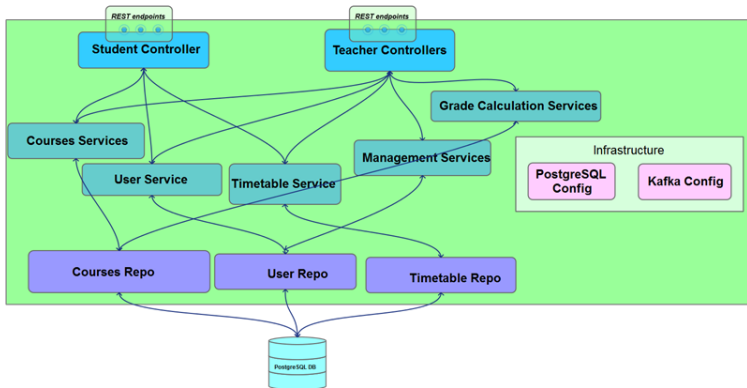 REST endpoints
REST endpoints
Student Controller
Teacher Controllers
Grade Calculation Services
Courses Services
User Service
Timetable Service
Management Services
Infrastructure
PostgreSQL
Config
Kafka Config
Courses Repo
User Repo
Timetable Repo
PostgreSQL DB